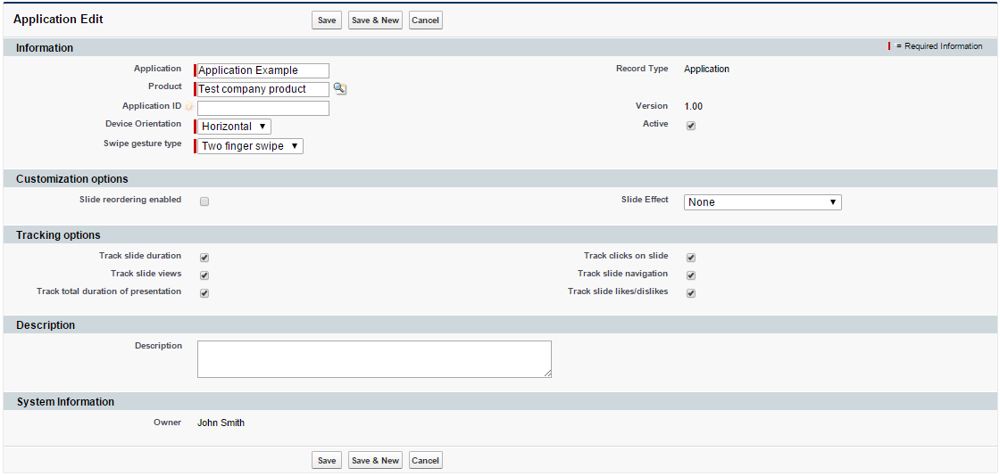 Application Edit
Save Save & New Cancel
Information
= Required Information
Application Application Example Record Type Application
Product Test company product
Application ID Version 1.00
Device Orientation Horizontal Active
Swipe gesture type Two finger swipe
Customization options
Slide reordering enabled Slide Effect None
Tracking options
Track slide duration Track clicks on slide
Track slide views Track slide navigation
Track total duration of presentation Track slide likes/dislikes
Description
Description
System Information
Owner John Smith
Save Save & New Cancel